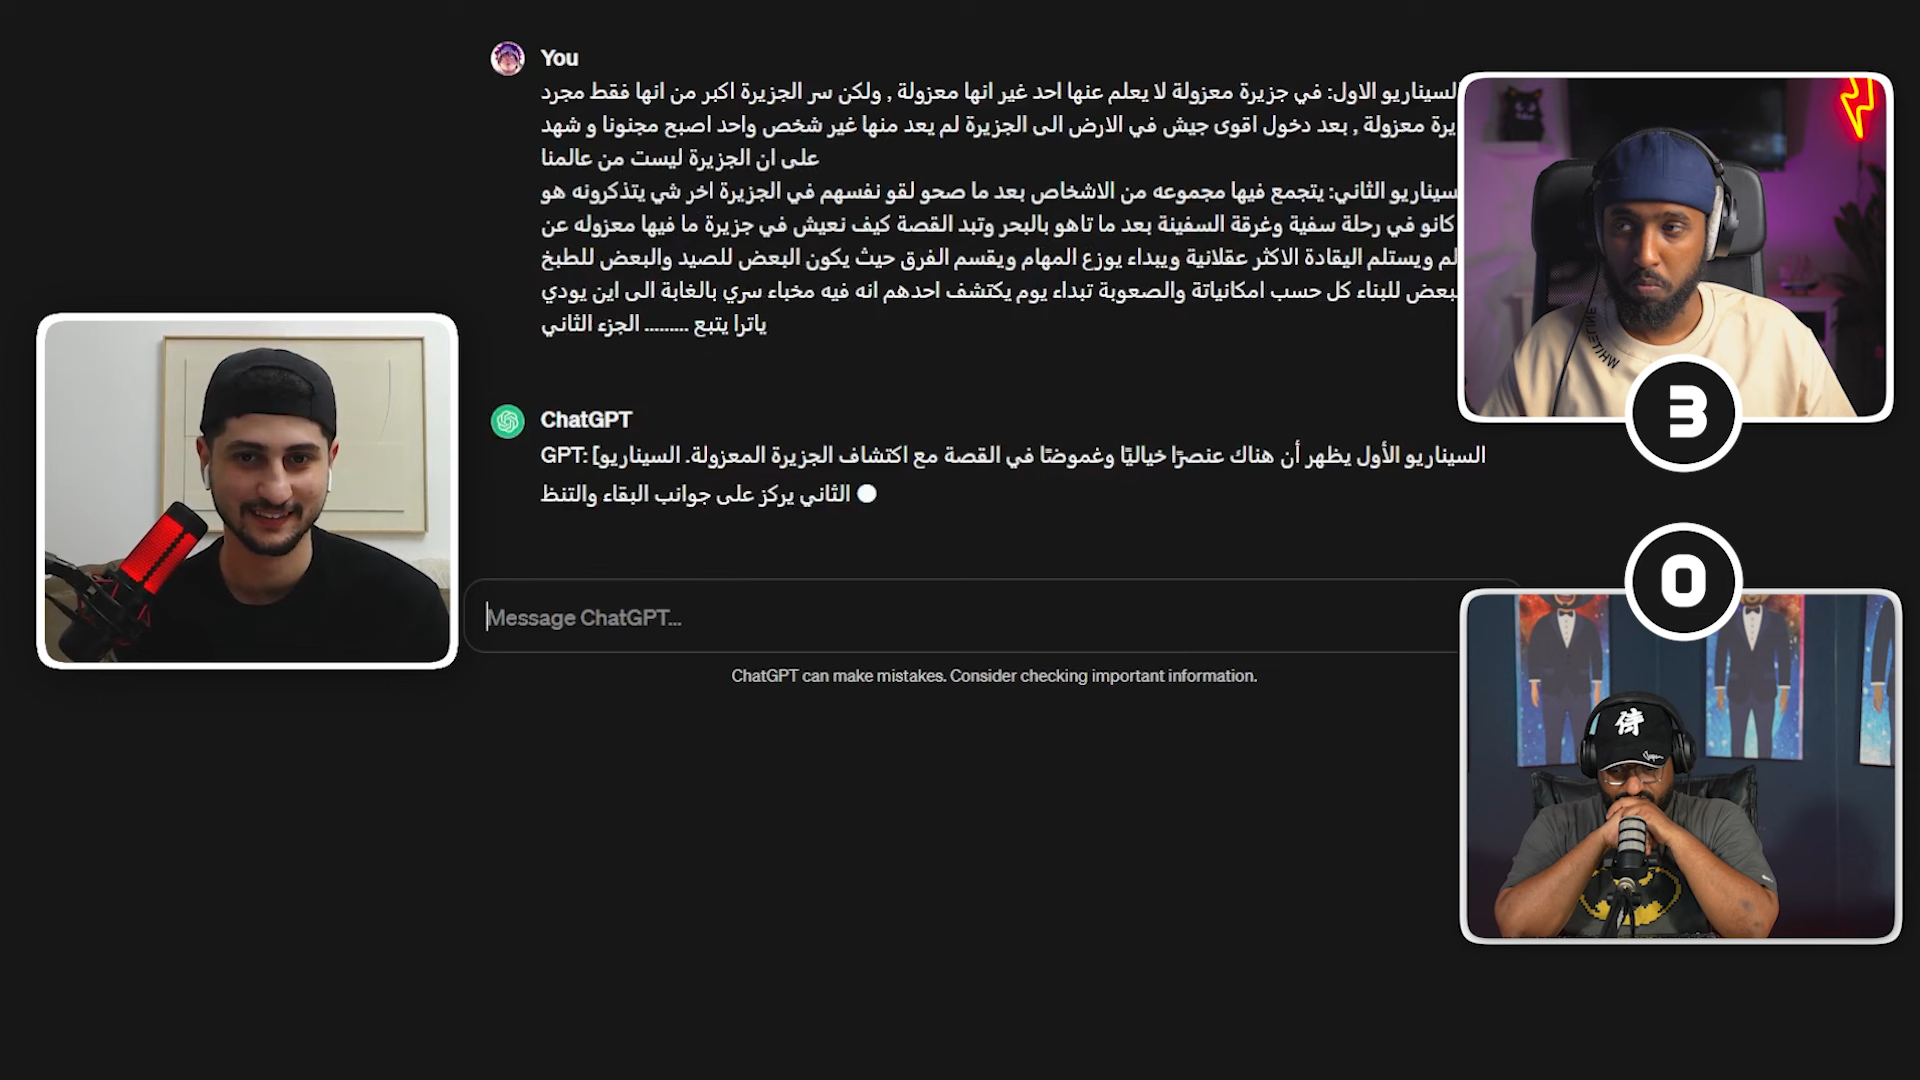 You
السيناريو الاول: في جزيرة معزولة لا يعلم عنها احد غير انها معزولة , ولكن سر الجزيرة اكبر من انها فقط مجرد
يرة معزولة , بعد دخول اقوى جيش في الارض الى الجزيرة لم يعد منها غير شخص واحد اصبح مجنونا و شهد
على ان الجزيرة ليست من عالمنا
سيناريو الثاني: يتجمع فيها مجموعه من الاشخاص بعد ما صحو لقو نفسهم في الجزيرة اخر شي يتذكرونه هو
كانو في رحلة سفية وغرقة السفينة بعد ما تاهو بالبحر وتبد القصة كيف نعيش في جزيرة ما فيها معزوله عن
لم ويستلم اليقادة الاكثر عقلانية ويبداء يوزع المهام ويقسم الفرق حيث يكون البعض للصيد والبعض للطبخ
بعض للبناء كل حسب امكانياتة والصعوبة تبداء يوم يكتشف احدهم انه فيه مخباء سري بالغابة الى اين يودي
ياترا يتبع ......... الجزء الثاني
ChatGPT
GPT: [السيناريو الأول يظهر أن هناك عنصرًا خياليًا وغموضًا في القصة مع اكتشاف الجزيرة المعزولة. السيناريو
الثاني يركز على جوانب البقاء والتنظ
Message ChatGPT...
ChatGPT can make mistakes. Consider checking important information.
3
0
WHITELINE
侍